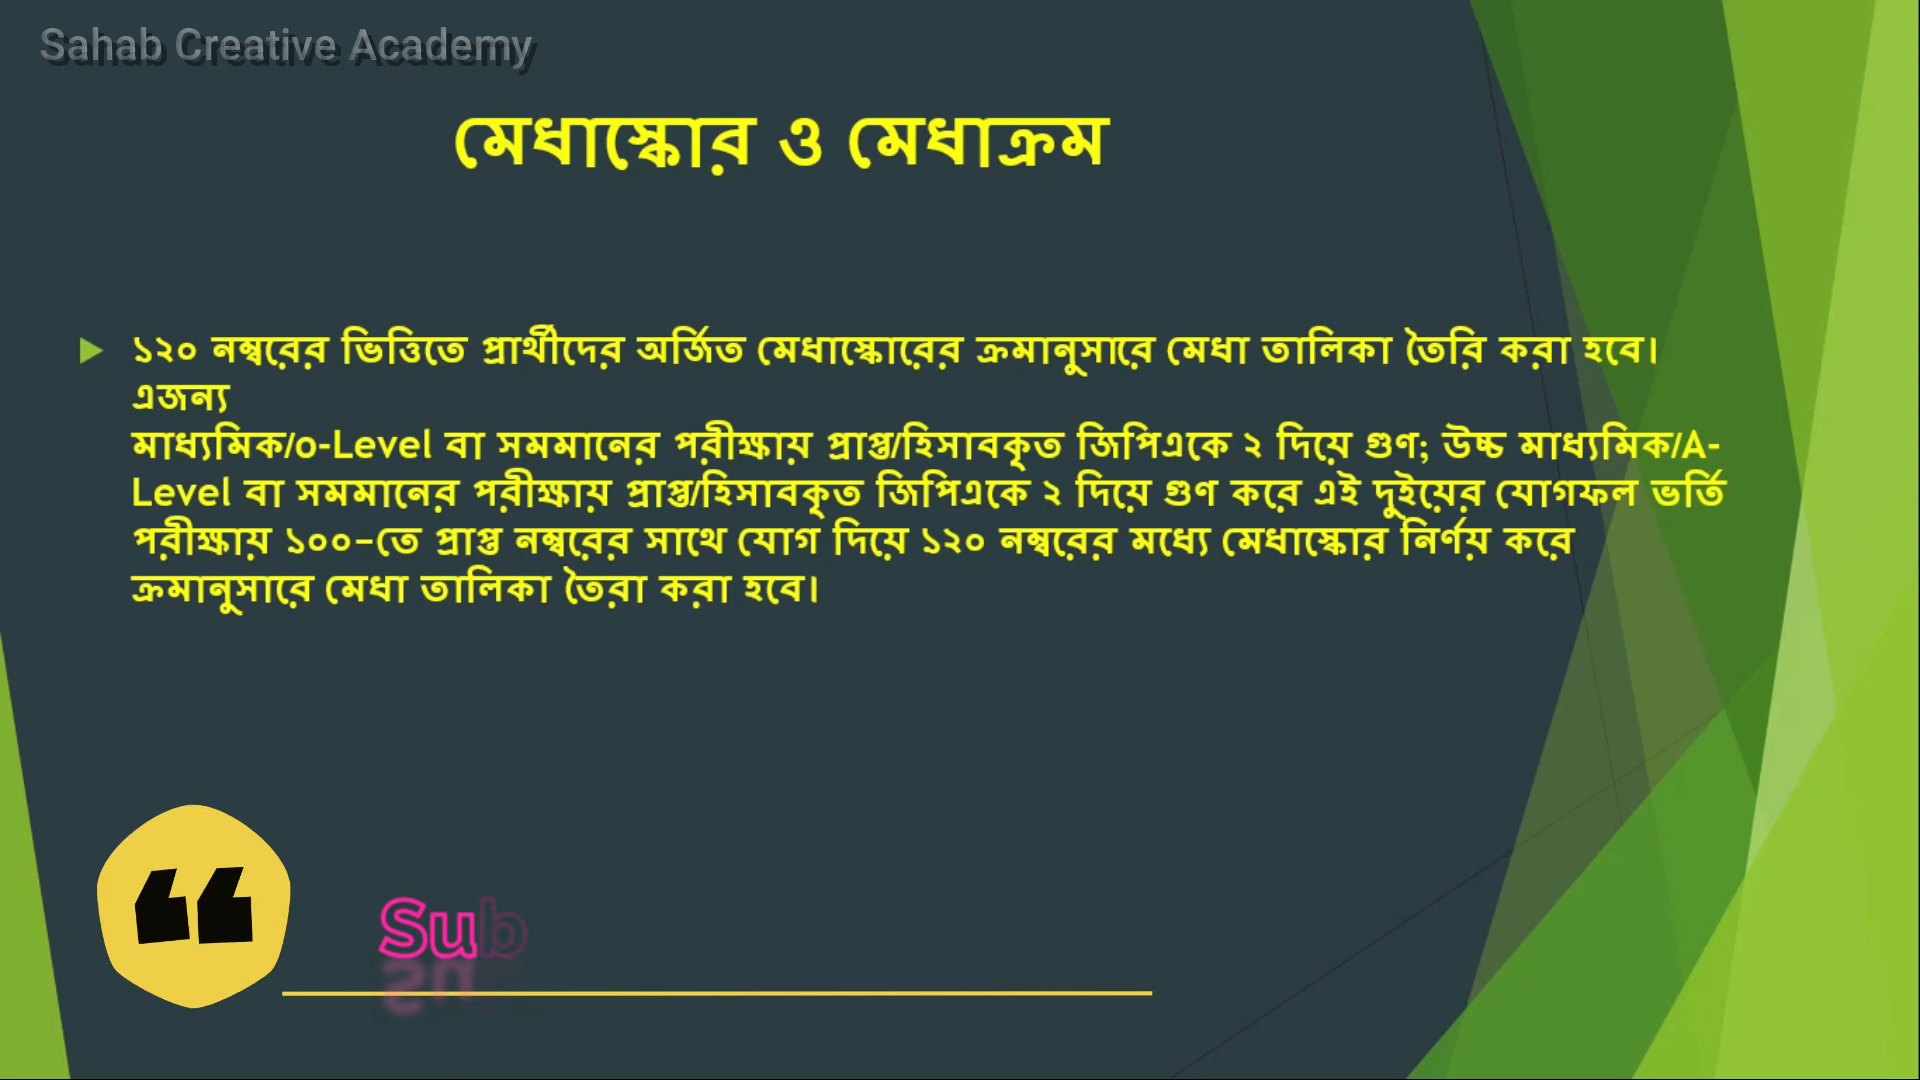 Sahab Creative Academy
মেধাস্কোর ও মেধাক্রম
১২০ নম্বরের ভিত্তিতে প্রার্থীদের অর্জিত মেধাস্কোরের ক্রমানুসারে মেধা তালিকা তৈরি করা হবে।
এজন্য
মাধ্যমিক/o-Level বা সমমানের পরীক্ষায় প্রাপ্ত/হিসাবকৃত জিপিএকে ২ দিয়ে গুণ; উচ্চ মাধ্যমিক/A-
Level বা সমমানের পরীক্ষায় প্রাপ্ত/হিসাবকৃত জিপিএকে ২ দিয়ে গুণ করে এই দুইয়ের যোগফল ভর্তি
পরীক্ষায় ১০০–তে প্রাপ্ত নম্বরের সাথে যোগ দিয়ে ১২০ নম্বরের মধ্যে মেধাস্কোর নির্ণয় করে
ক্রমানুসারে মেধা তালিকা তৈরা করা হবে।
Sub